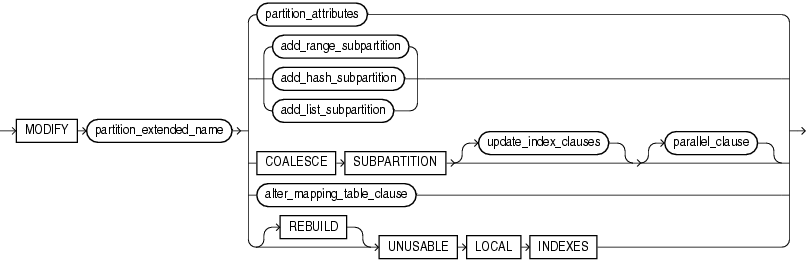 partition_attributes
add_range_subpartition
add_hash_subpartition
add_list_subpartition
MODIFY partition_extended_name
COALESCE SUBPARTITION update_index_clauses parallel_clause
alter_mapping_table_clause
REBUILD
UNUSABLE LOCAL INDEXES